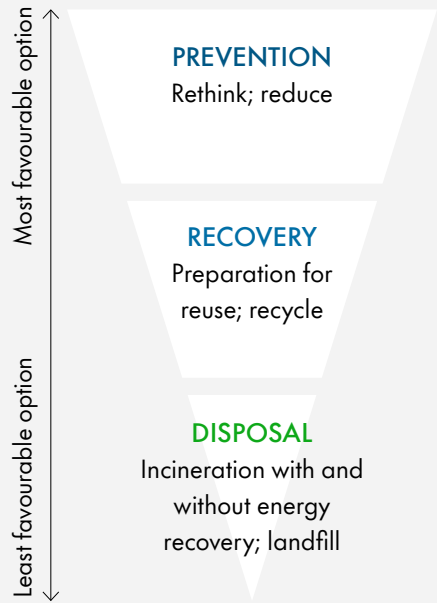 Most favourable option
PREVENTION
Rethink; reduce
RECOVERY
Preparation for
reuse; recycle
Least favourable option
DISPOSAL
Incineration with and
without energy
recovery; landfill